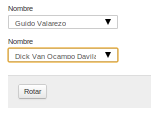 Nombre
Guido Valarezo
Nombre
Dick Van Ocampo Davila
Rotar